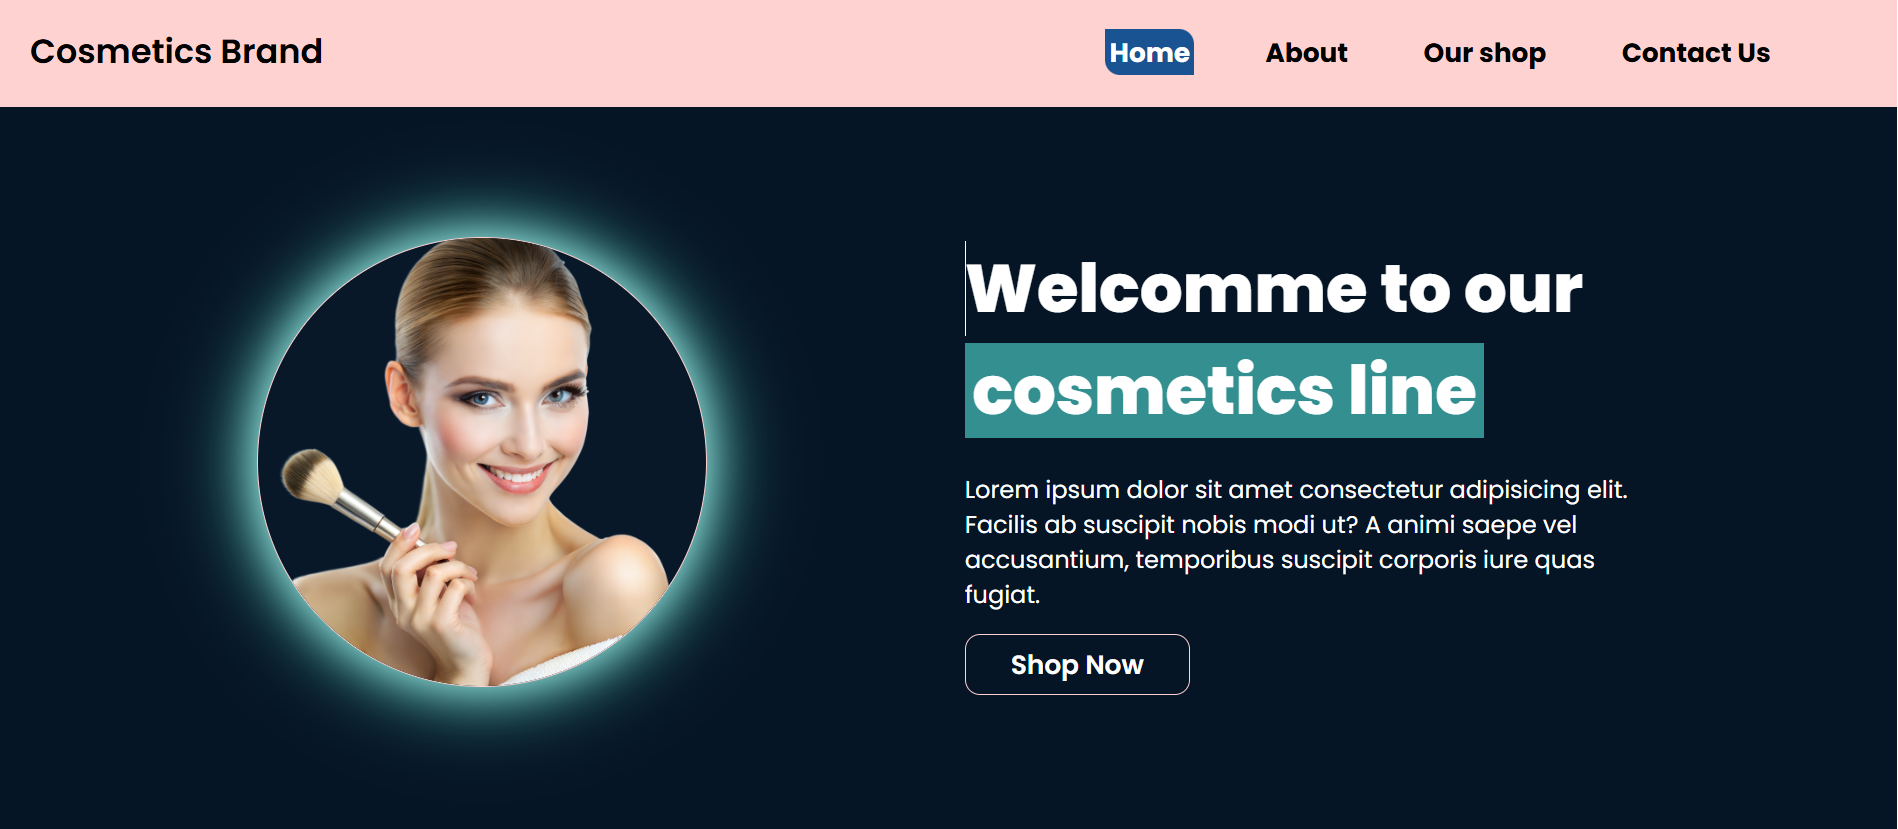 Cosmetics Brand
Home
About
Our shop
Contact Us
Welcomme to our
cosmetics line
Lorem ipsum dolor sit amet consectetur adipisicing elit.
Facilis ab suscipit nobis modi ut? A animi saepe vel
accusantium, temporibus suscipit corporis iure quas
fugiat.
Shop Now